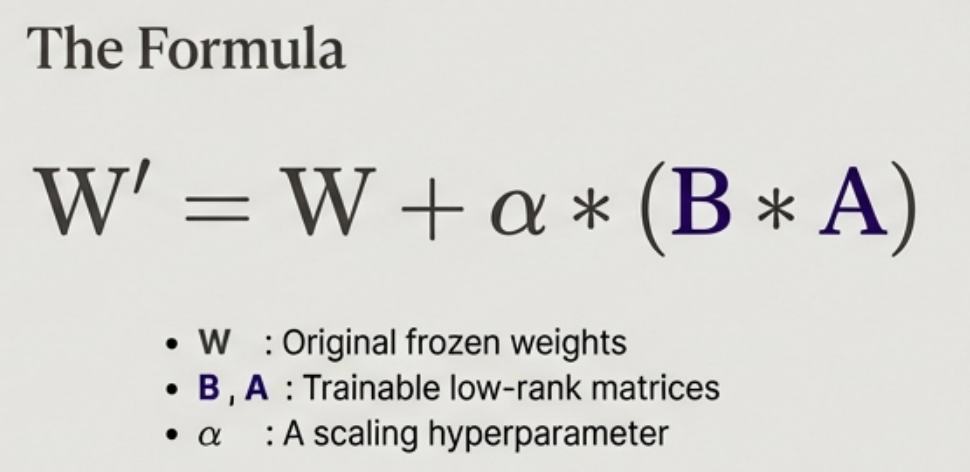 The Formula
W′ = W + α * (B * A)
• W : Original frozen weights
• B, A : Trainable low-rank matrices
• α : A scaling hyperparameter